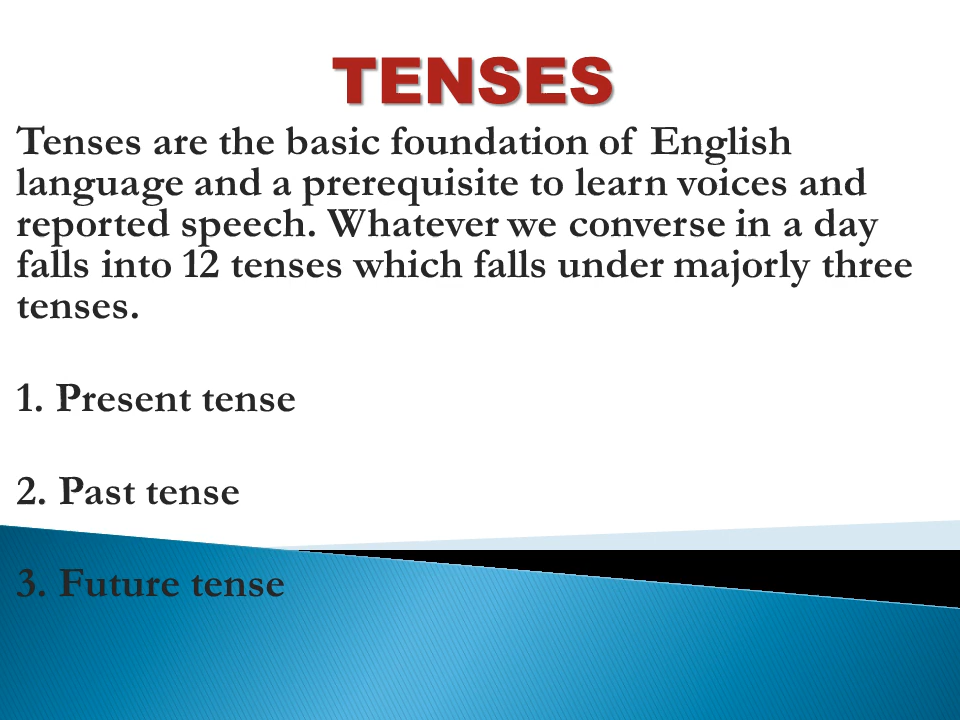 TENSES
Tenses are the basic foundation of English
language and a prerequisite to learn voices and
reported speech. Whatever we converse in a day
falls into 12 tenses which falls under majorly three
tenses.
1. Present tense
2. Past tense
3. Future tense